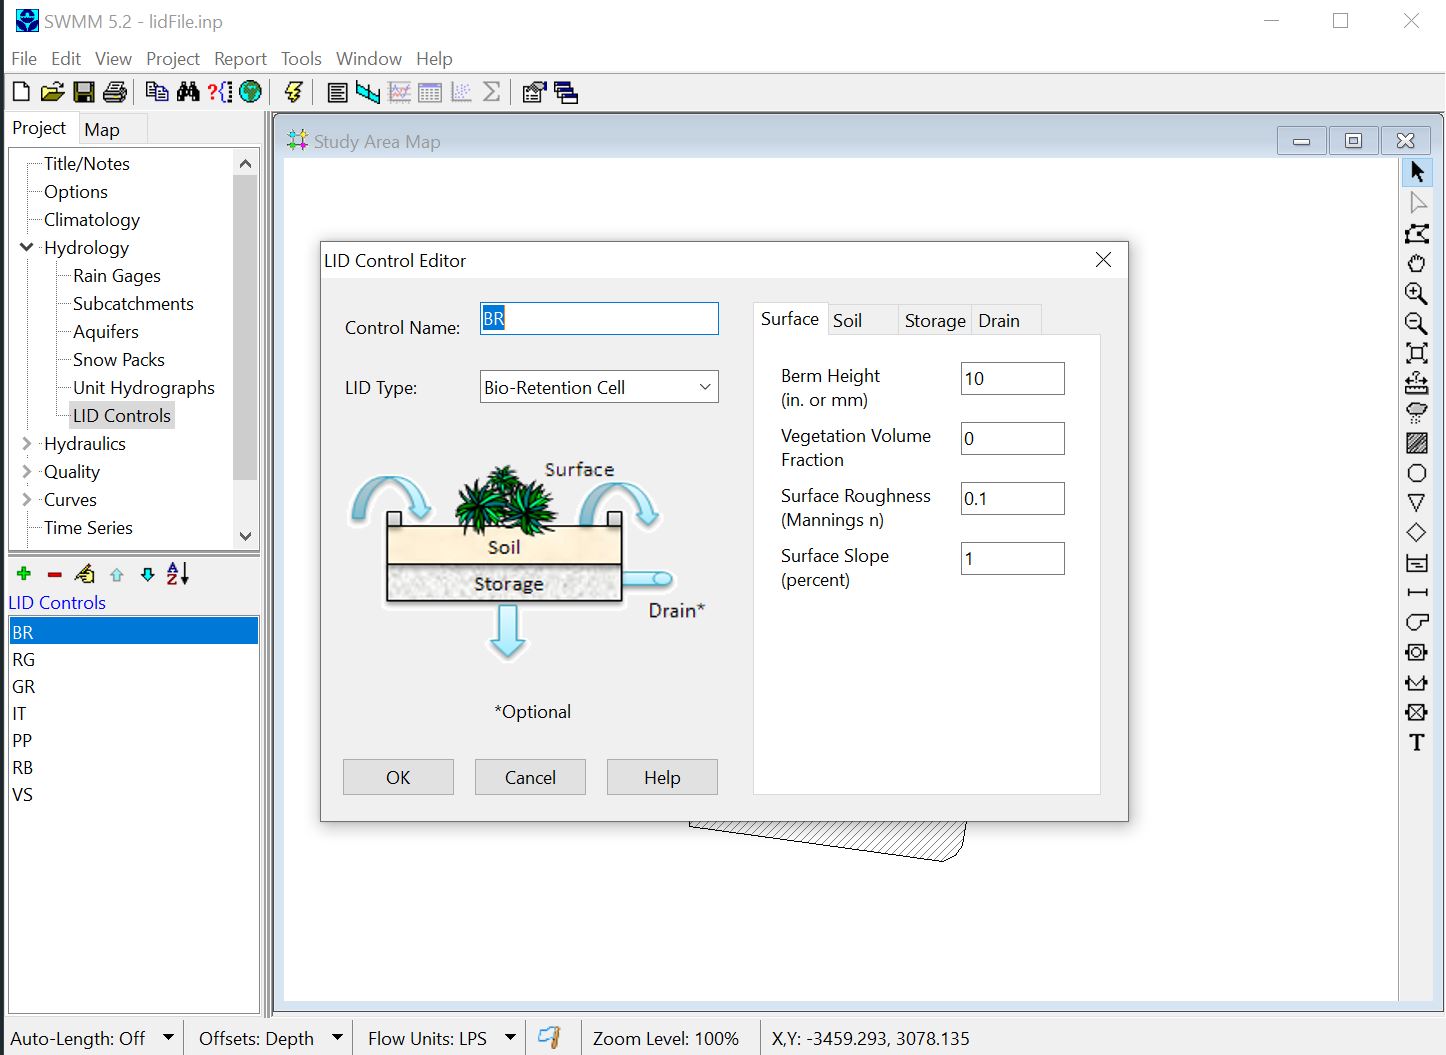 SWMM 5.2 - lidFile.inp
File Edit View Project Report Tools Window Help
Project Map
Title/Notes
Options
Climatology
Hydrology
Rain Gages
Subcatchments
Aquifers
Snow Packs
Unit Hydrographs
LID Controls
Hydraulics
Quality
Curves
Time Series
LID Controls
BR
RG
GR
IT
PP
RB
VS
Study Area Map
LID Control Editor
Control Name: BR
LID Type: Bio-Retention Cell
Surface
Soil
Storage
Drain*
*Optional
OK Cancel Help
Surface Soil Storage Drain
Berm Height
(in. or mm)
10
Vegetation Volume
Fraction
0
Surface Roughness
(Mannings n)
0.1
Surface Slope
(percent)
1
T
Auto-Length: Off Offsets: Depth Flow Units: LPS Zoom Level: 100% X,Y: -3459.293, 3078.135